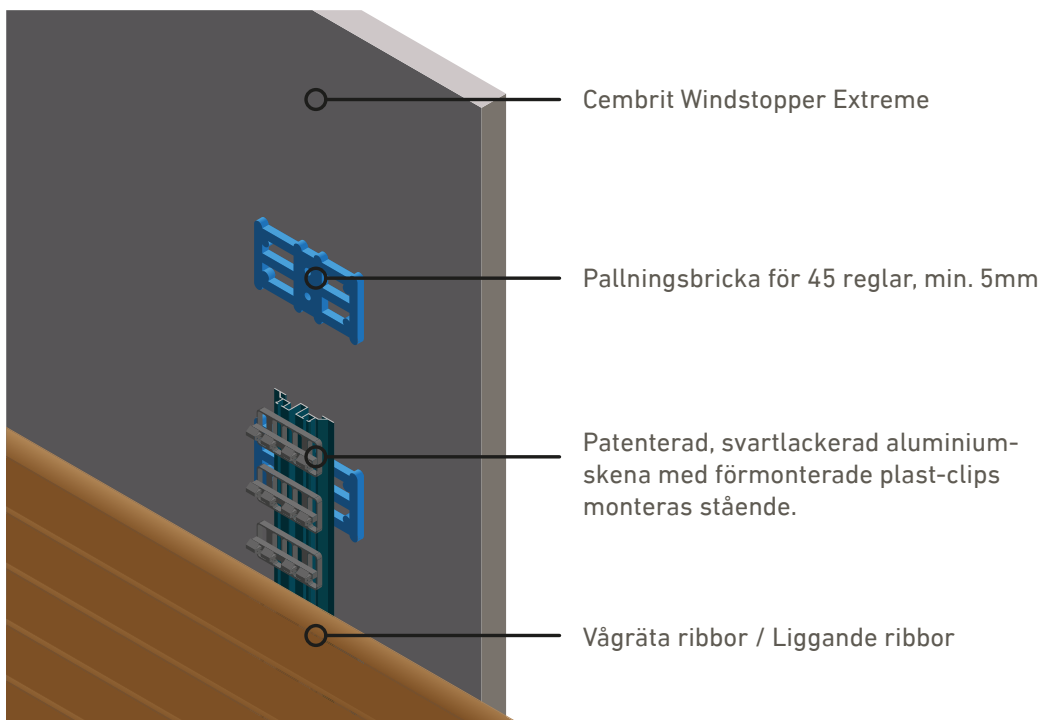 Cembrit Windstopper Extreme
Pallningsbricka för 45 reglar, min. 5mm
Patenterad, svartlackerad aluminium-
skena med förmonterade plast-clips
monteras stående.
Vågräta ribbor / Liggande ribbor